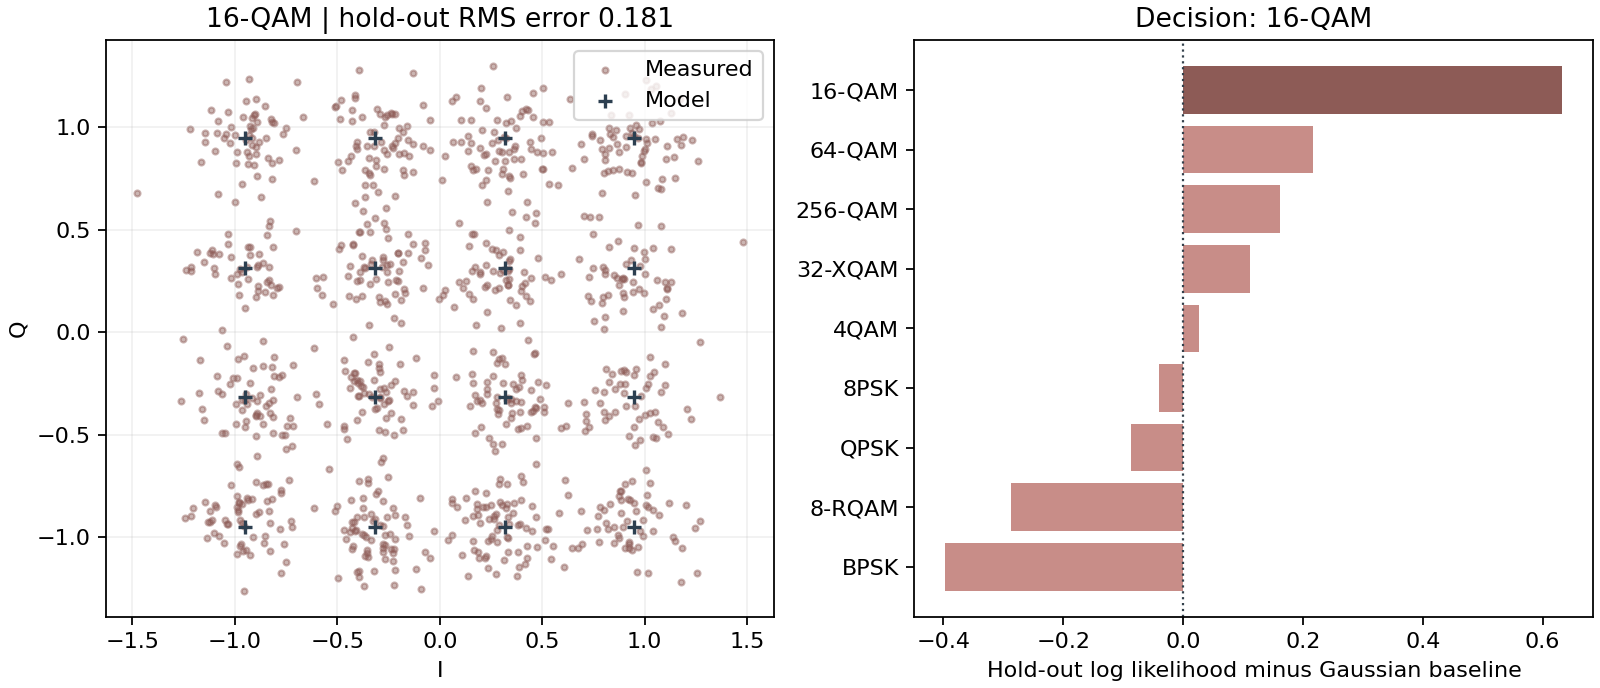 16-QAM | hold-out RMS error 0.181
Measured
Model
1.0
0.5
0.0
−0.5
−1.0
Q
−1.5
−1.0
−0.5
0.0
0.5
1.0
1.5
I
Decision: 16-QAM
16-QAM
64-QAM
256-QAM
32-XQAM
4QAM
8PSK
QPSK
8-RQAM
BPSK
−0.4
−0.2
0.0
0.2
0.4
0.6
Hold-out log likelihood minus Gaussian baseline